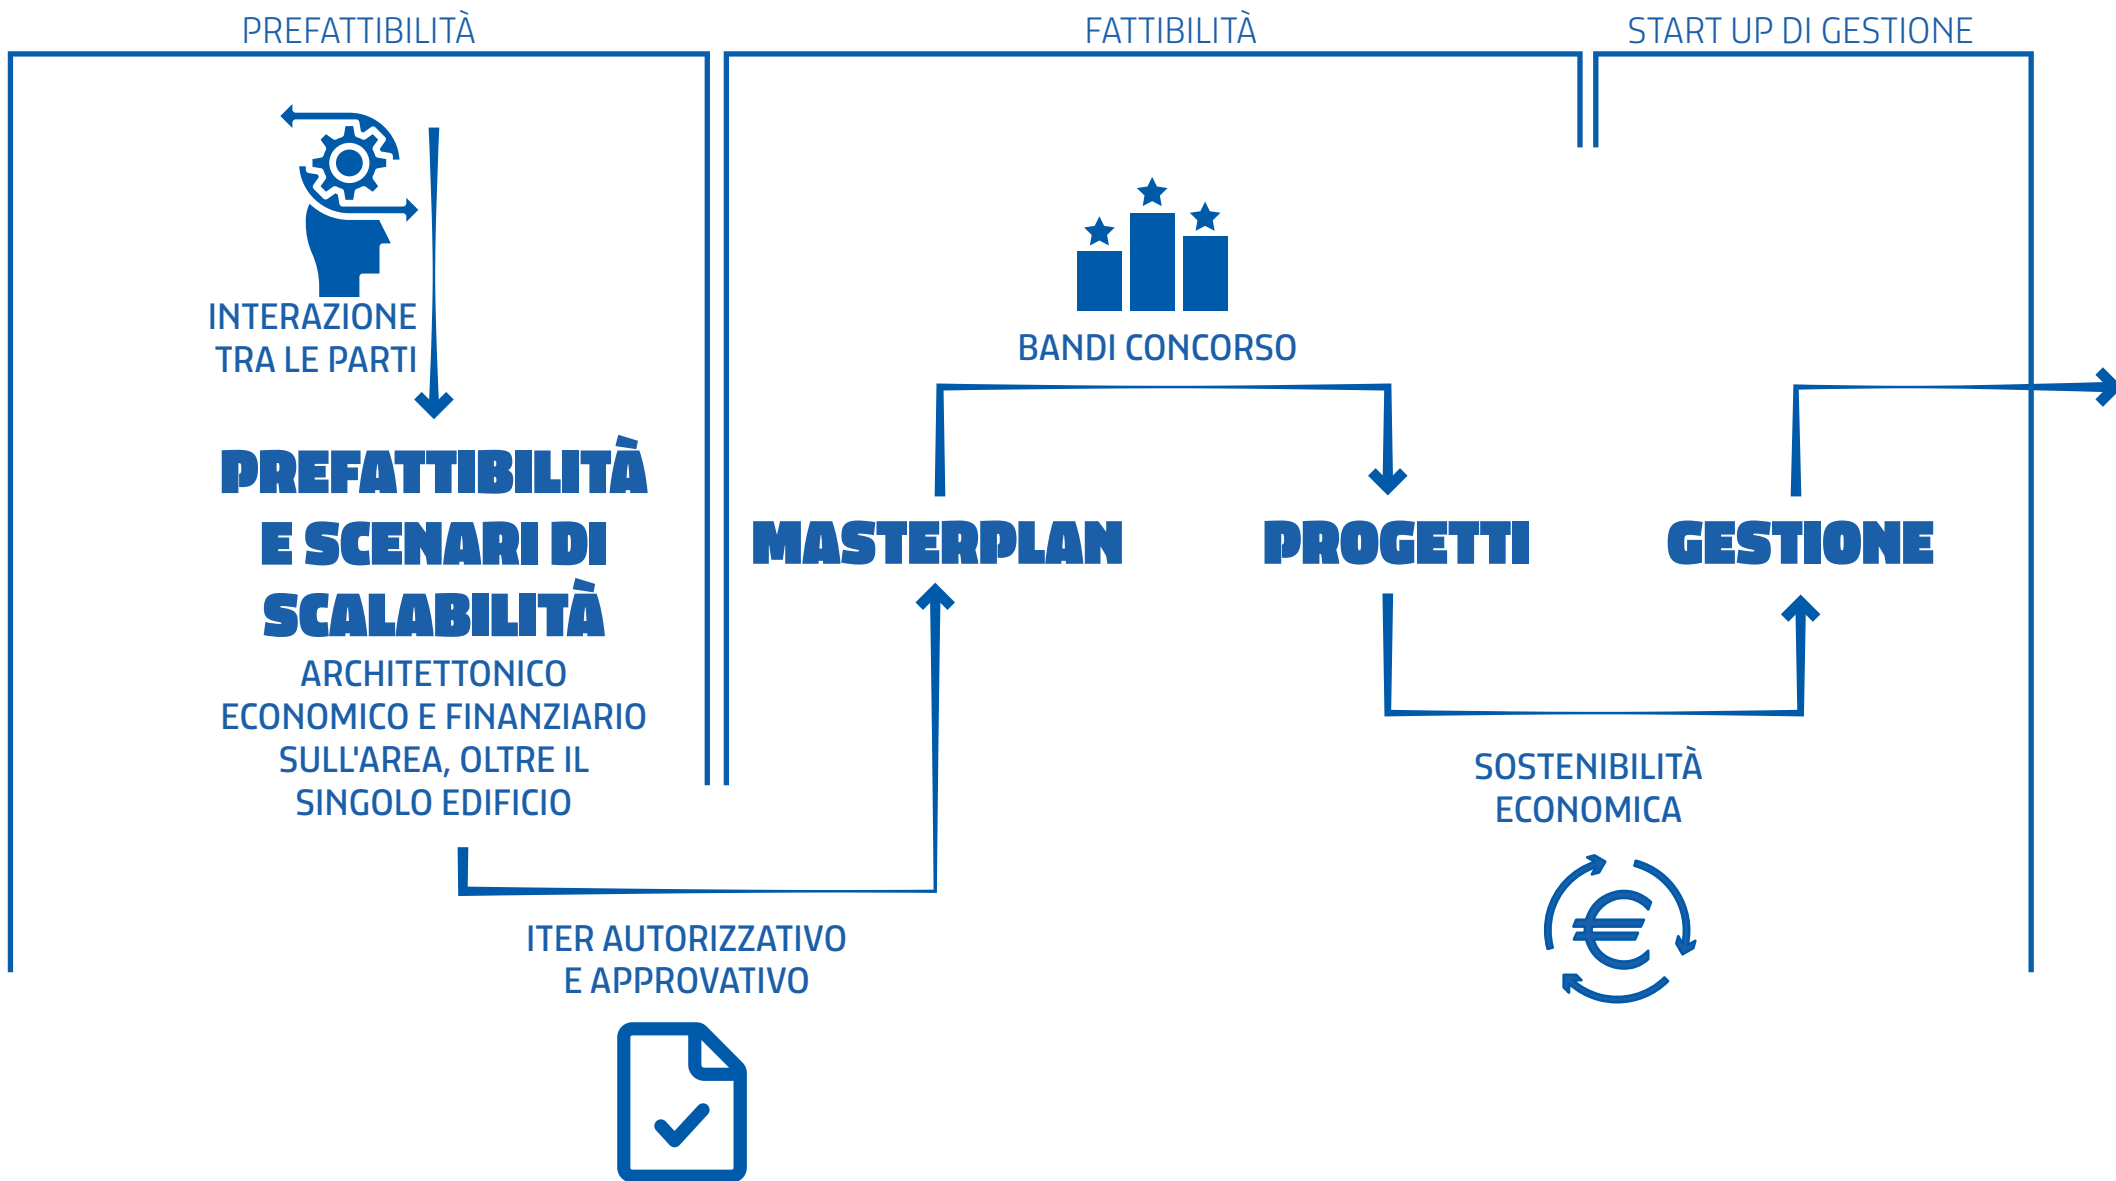 PREFATTIBILITÀ
FATTIBILITÀ
START UP DI GESTIONE
INTERAZIONE
TRA LE PARTI
PREFATTIBILITÀ
E SCENARI DI
SCALABILITÀ
ARCHITETTONICO
ECONOMICO E FINANZIARIO
SULL'AREA, OLTRE IL
SINGOLO EDIFICIO
ITER AUTORIZZATIVO
E APPROVATIVO
MASTERPLAN
BANDI CONCORSO
PROGETTI
SOSTENIBILITÀ
ECONOMICA
€
GESTIONE